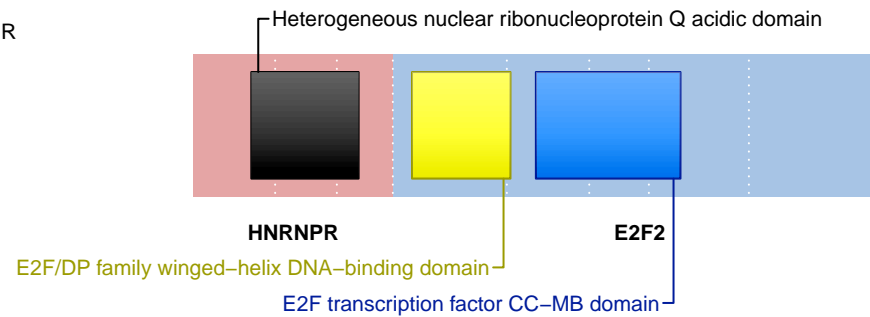 Heterogeneous nuclear ribonucleoprotein Q acidic domain
R
HNRNPR E2F2
E2F/DP family winged−helix DNA−binding domain
E2F transcription factor CC−MB domain